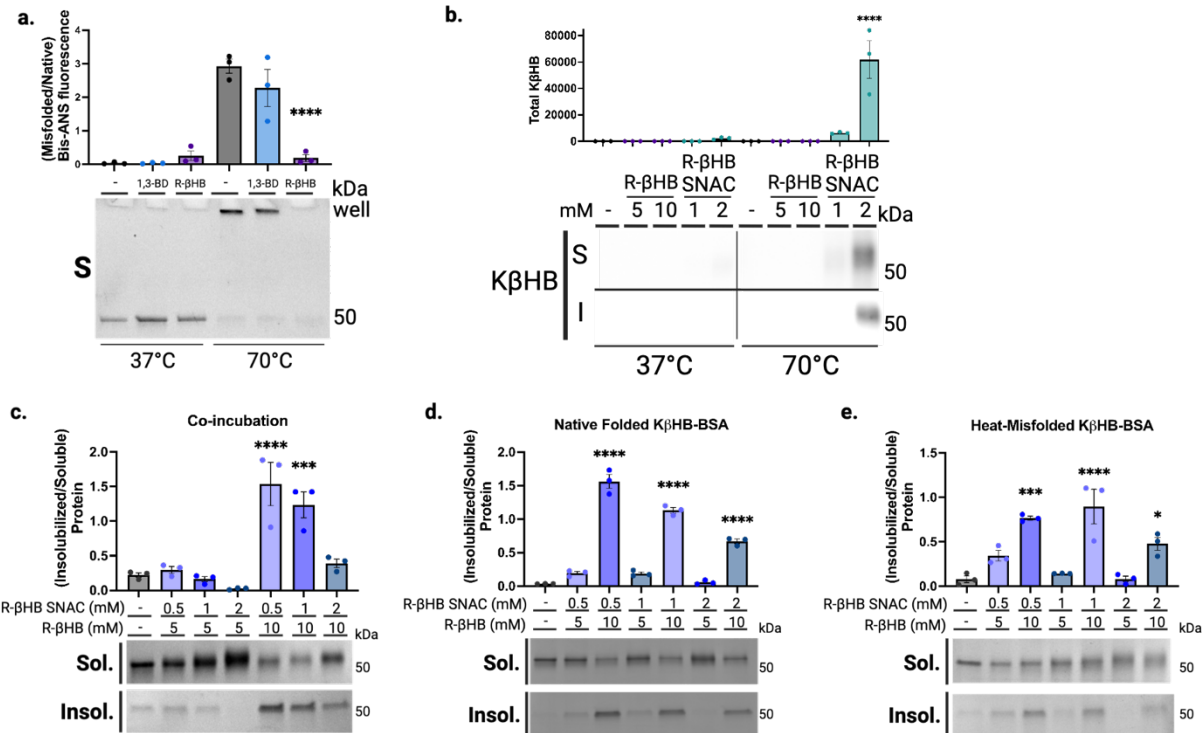 a.
(Misfolded/Native)
Bis-ANS fluorescence
4
3
2
1
0
****
- 1,3-BD R-βHB - 1,3-BD R-βHB kDa
well
S
50
37°C 70°C
b.
Total KβHB
80000
60000
40000
20000
0
****
R-βHB R-βHB
R-βHB SNAC R-βHB SNAC
mM - 5 10 1 2 - 5 10 1 2 kDa
KβHB
S
50
I
50
37°C 70°C
c.
Co-incubation
(Insolubilized/Soluble)
Protein
2.0
1.5
1.0
0.5
0.0
**** ***
R-βHB SNAC (mM) - 0.5 1 2 0.5 1 2
R-βHB (mM) - 5 5 5 10 10 10
kDa
Sol. 50
Insol. 50
d.
Native Folded KβHB-BSA
(Insolubilized/Soluble)
Protein
2.0
1.5
1.0
0.5
0.0
**** **** ****
R-βHB SNAC (mM) - 0.5 0.5 1 1 2 2
R-βHB (mM) - 5 10 5 10 5 10
kDa
Sol. 50
Insol. 50
e.
Heat-Misfolded KβHB-BSA
(Insolubilized/Soluble)
Protein
1.5
1.0
0.5
0.0
*** **** *
R-βHB SNAC (mM) - 0.5 0.5 1 1 2 2
R-βHB (mM) - 5 10 5 10 5 10
kDa
Sol. 50
Insol. 50